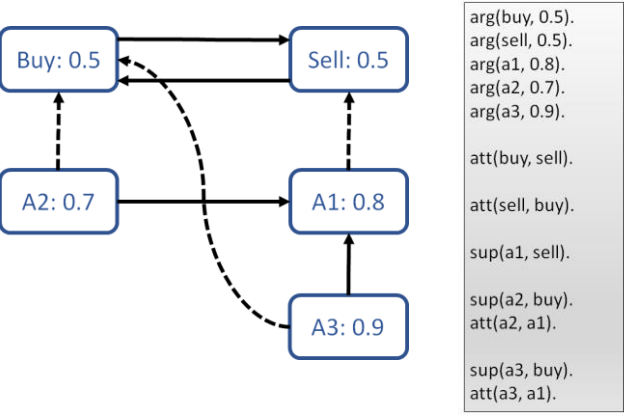 Buy: 0.5
Sell: 0.5
A2: 0.7
A1: 0.8
A3: 0.9
arg(buy, 0.5).
arg(sell, 0.5).
arg(a1, 0.8).
arg(a2, 0.7).
arg(a3, 0.9).
att(buy, sell).
att(sell, buy).
sup(a1, sell).
sup(a2, buy).
att(a2, a1).
sup(a3, buy).
att(a3, a1).